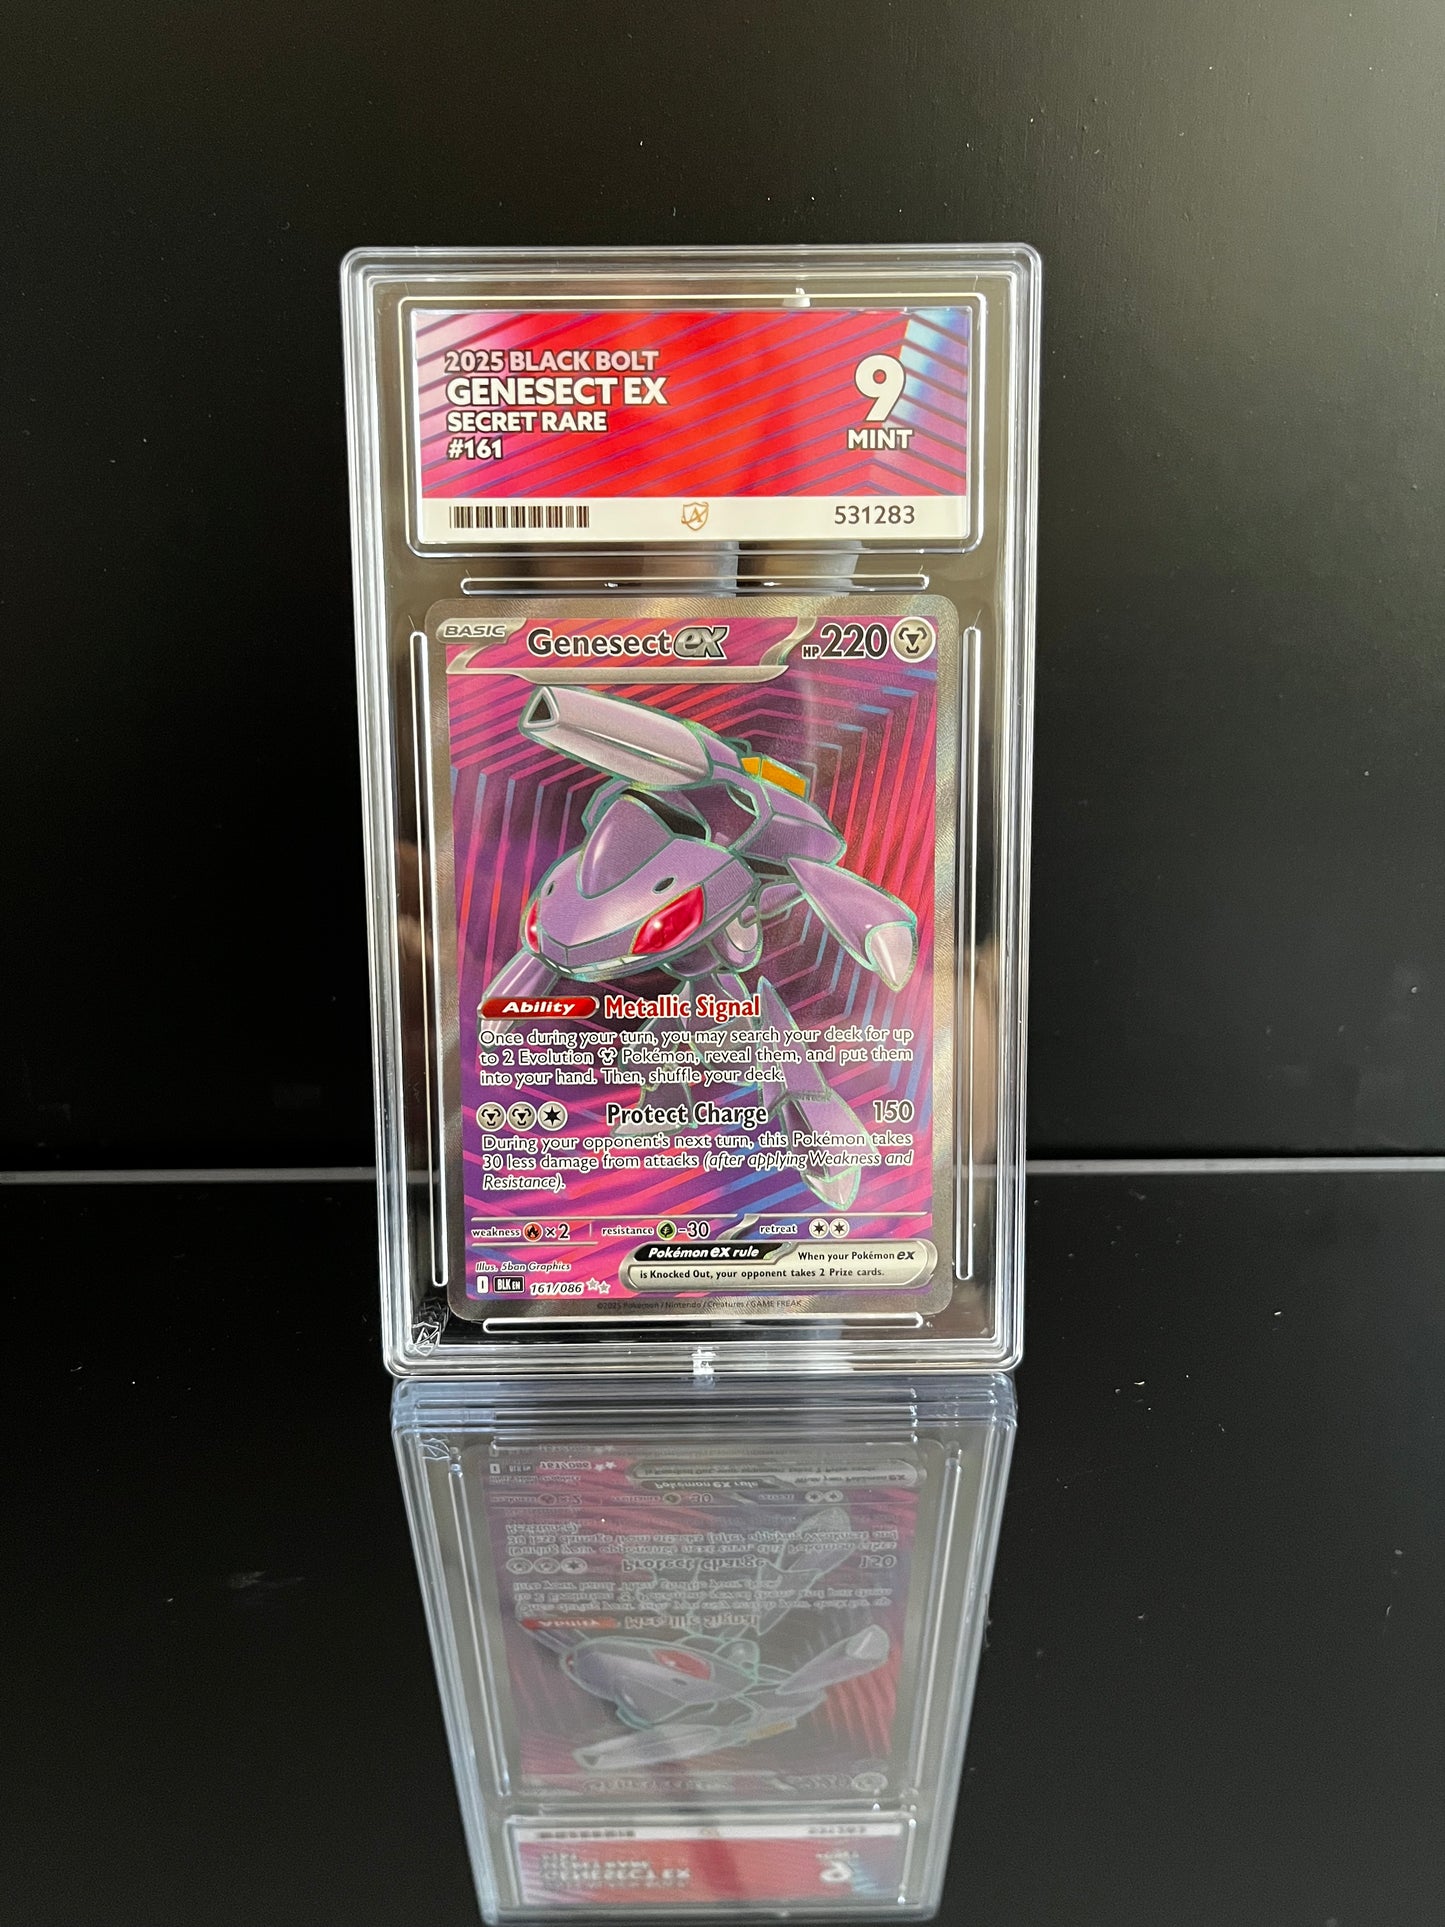 2025 BLACK BOLT
GENESECT EX
SECRET RARE
#161
9
MINT
531283
BASIC
Genesect ex
HP 220
Ability Metallic Signal
Once during your turn, you may search your deck for up
to 2 Evolution Pokémon, reveal them, and put them
into your hand. Then, shuffle your deck.
Protect Charge 150
During your opponent's next turn, this Pokémon takes
30 less damage from attacks (after applying Weakness and
Resistance).
weakness ×2 resistance -30 retreat
Pokémon ex rule When your Pokémon ex
is Knocked Out, your opponent takes 2 Prize cards.
Illus. 5ban Graphics
I BLK EN 161/086
©2025 Pokémon / Nintendo / Creatures / GAME FREAK